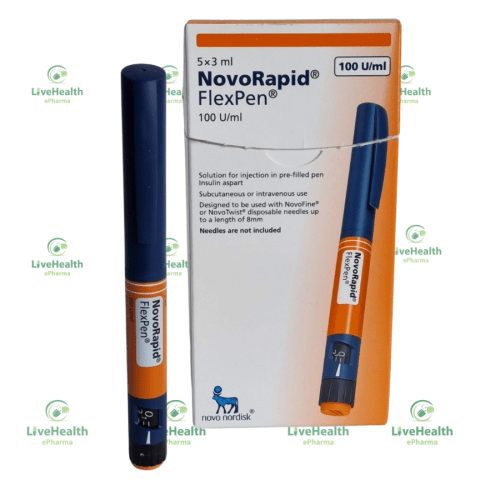 LiveHealth
ePharma
LiveHealth
ePharma
5×3 ml
NovoRapid®
FlexPen®
100 U/ml
100 U/ml
Solution for injection in pre-filled pen
Insulin aspart
Subcutaneous or intravenous use
Designed to be used with NovoFine®
or NovoTwist® disposable needles up
to a length of 8mm
Needles are not included
NovoRapid®
FlexPen®
NovoRapid®
FlexPen®
novo nordisk®
LiveHealth
ePharma
LiveHealth
ePharma
LiveHealth
ePharma
LiveHealth
ePharma
LiveHealth
ePharma
LiveHealth
ePharma